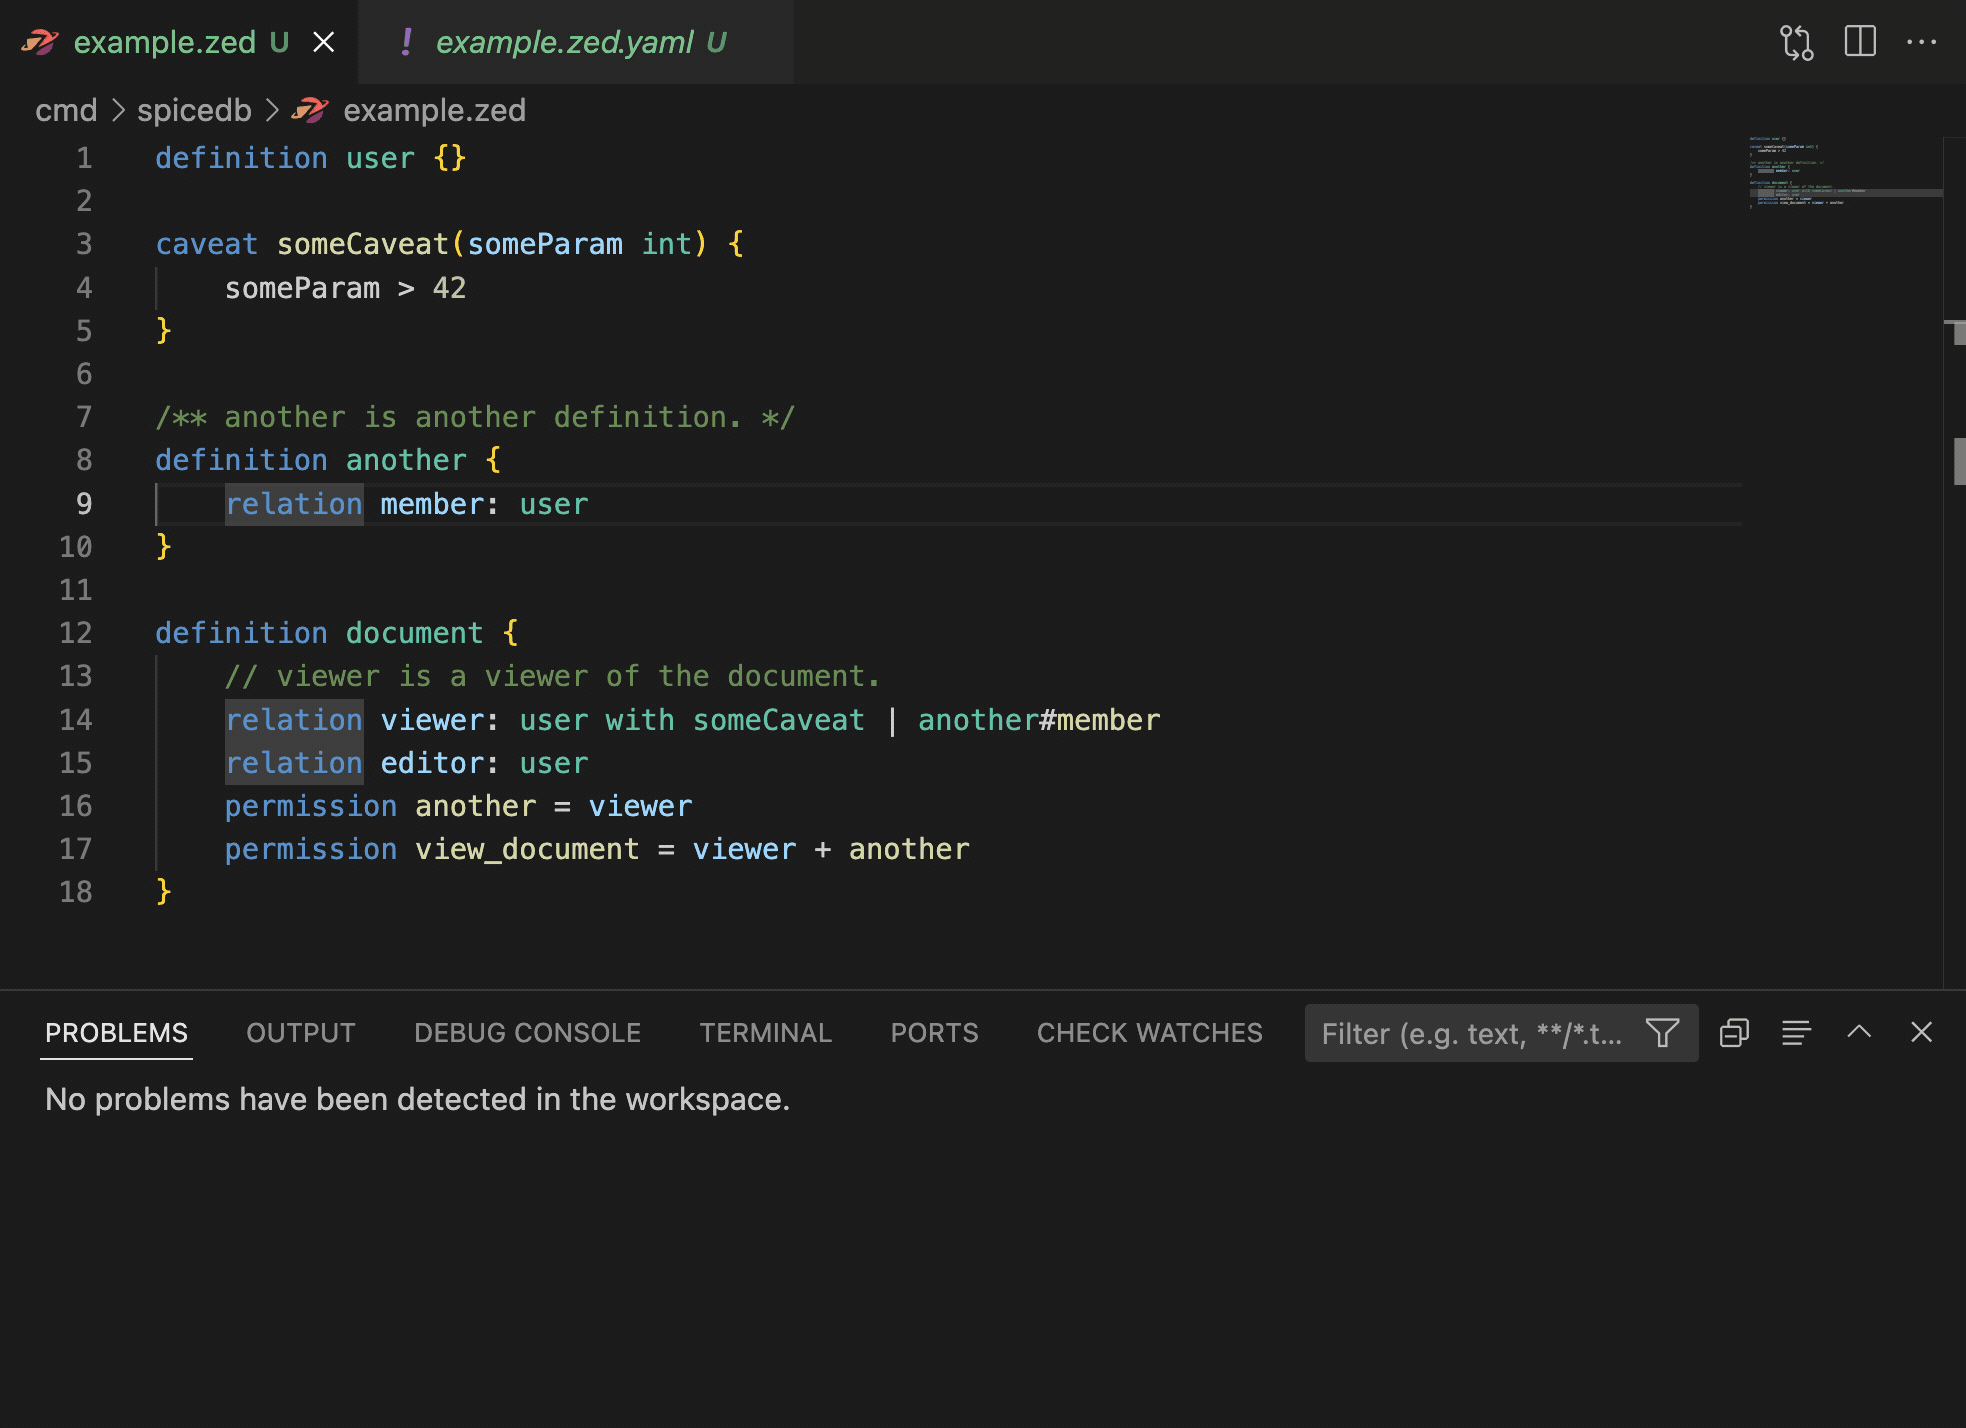 example.zed U
! example.zed.yaml U
cmd > spicedb > example.zed
1 definition user {}
2
3 caveat someCaveat(someParam int) {
4 someParam > 42
5 }
6
7 /** another is another definition. */
8 definition another {
9 relation member: user
10 }
11
12 definition document {
13 // viewer is a viewer of the document.
14 relation viewer: user with someCaveat | another#member
15 relation editor: user
16 permission another = viewer
17 permission view_document = viewer + another
18 }
PROBLEMS OUTPUT DEBUG CONSOLE TERMINAL PORTS CHECK WATCHES Filter (e.g. text, **/*.t...
No problems have been detected in the workspace.